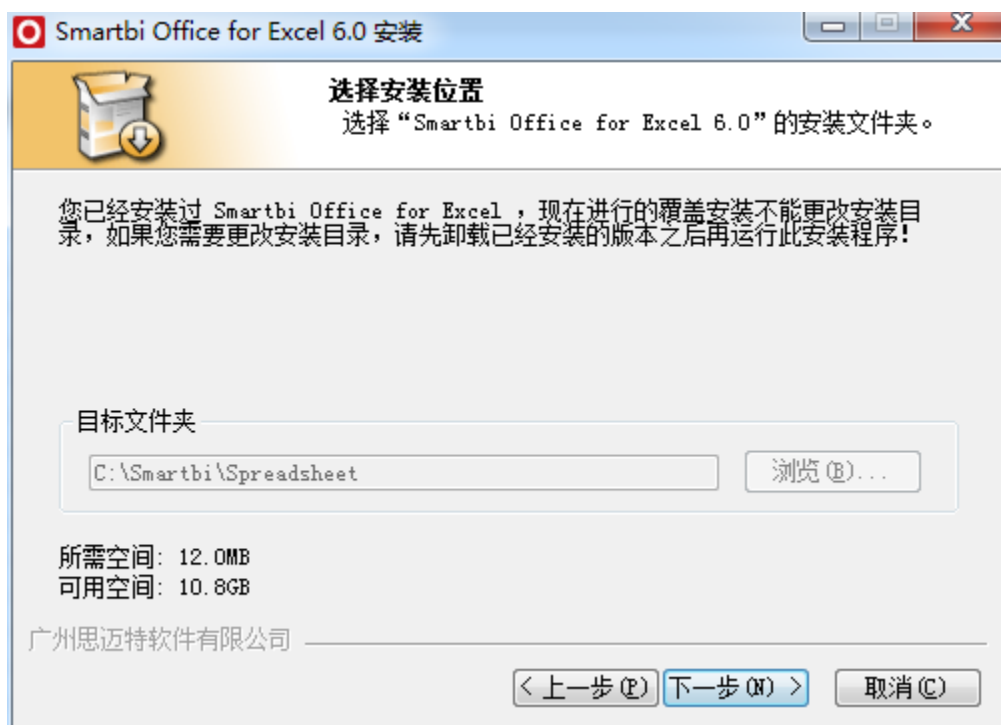 Smartbi Office for Excel 6.0 安装
选择安装位置
选择“Smartbi Office for Excel 6.0”的安装文件夹。
您已经安装过 Smartbi Office for Excel ，现在进行的覆盖安装不能更改安装目
录，如果您需要更改安装目录，请先卸载已经安装的版本之后再运行此安装程序！
目标文件夹
C:\Smartbi\Spreadsheet
浏览(B)...
所需空间: 12.0MB
可用空间: 10.8GB
广州思迈特软件有限公司
< 上一步(P)
下一步(N) >
取消(C)